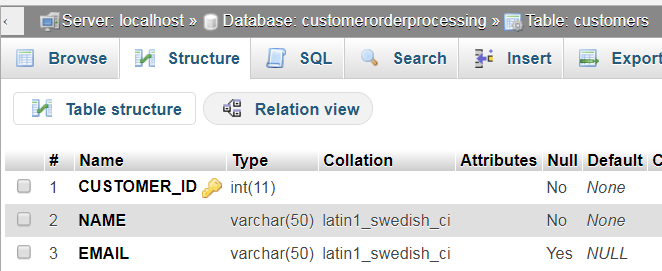 Server: localhost » Database: customerorderprocessing » Table: customers
Browse Structure SQL Search Insert Export
Table structure Relation view
# Name Type Collation Attributes Null Default C
1 CUSTOMER_ID int(11) No None
2 NAME varchar(50) latin1_swedish_ci No None
3 EMAIL varchar(50) latin1_swedish_ci Yes NULL